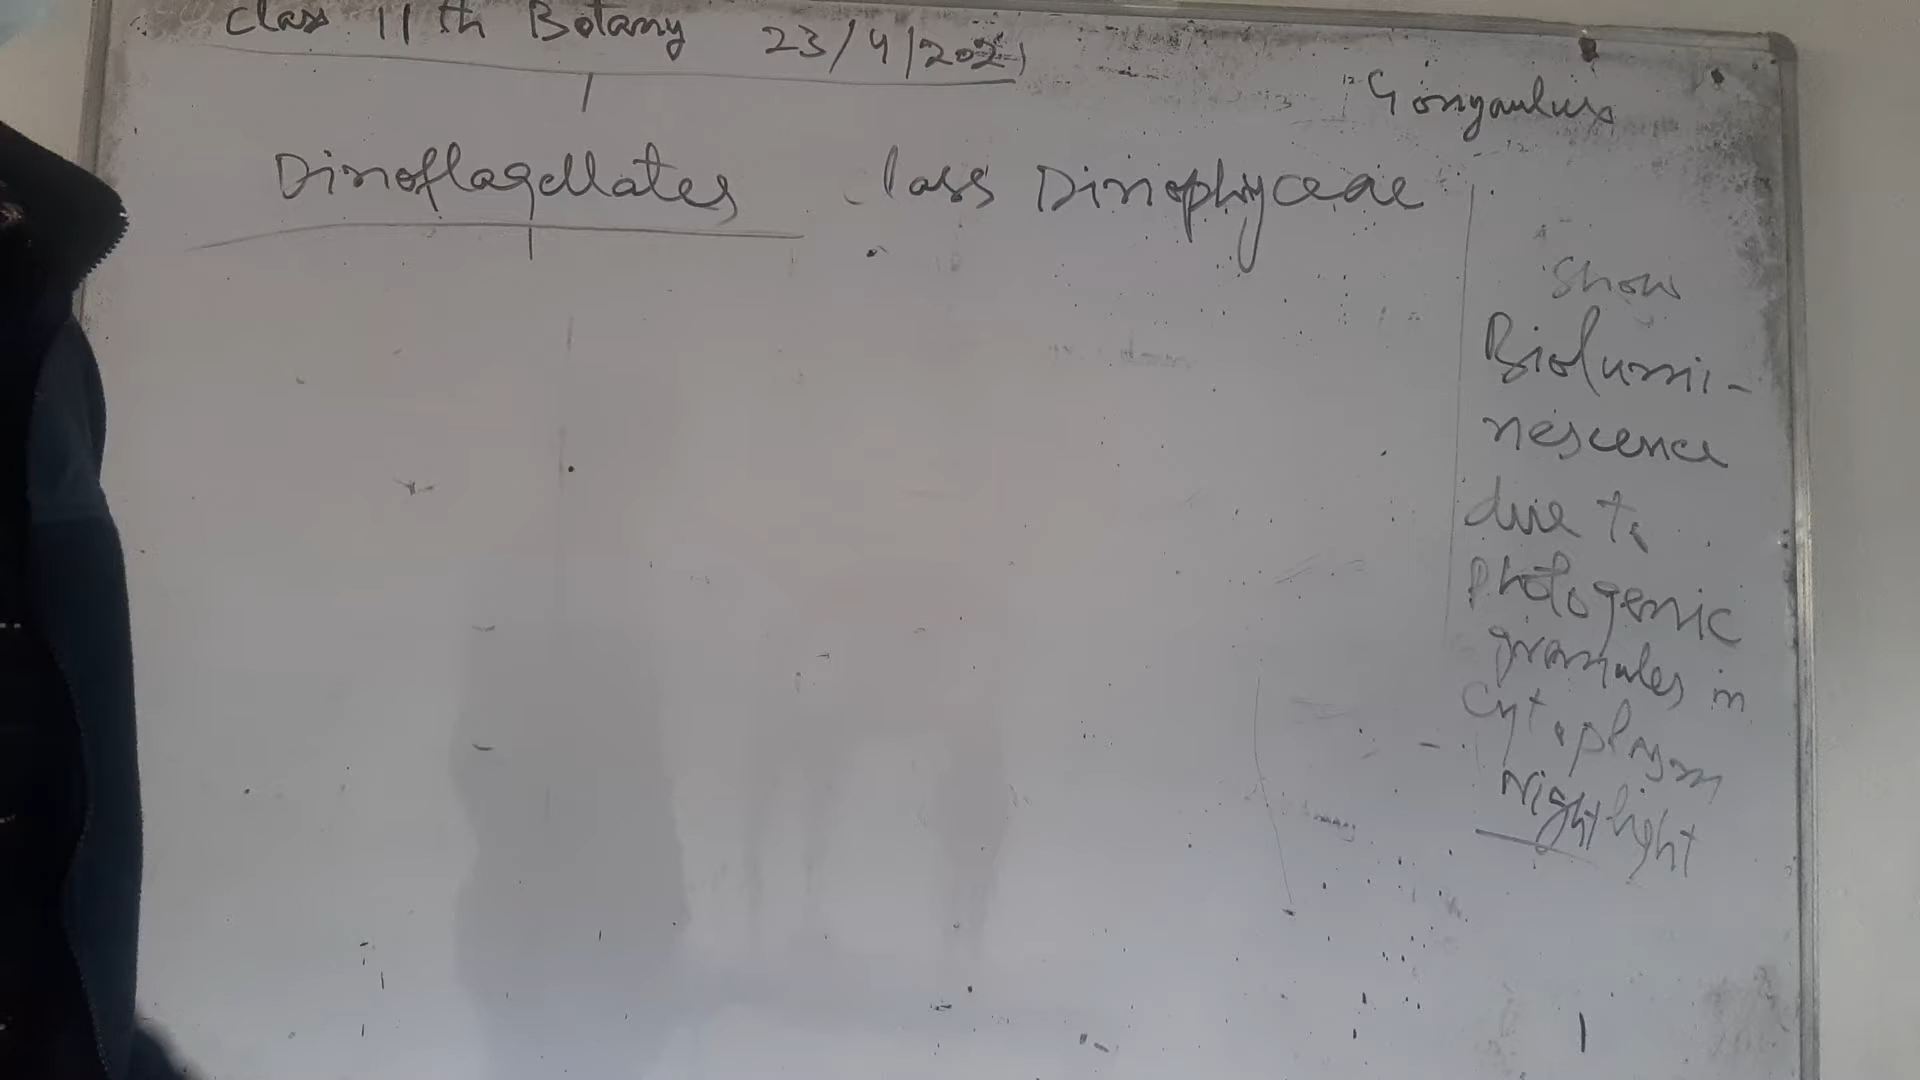 Class 11th Botany 23/4/2021
Gonyaulux
Dinoflagellates lass Dinophyceae
Show
Biolumi-
nescence
due to
Photogenic
granules in
Cytoplasm
Night light